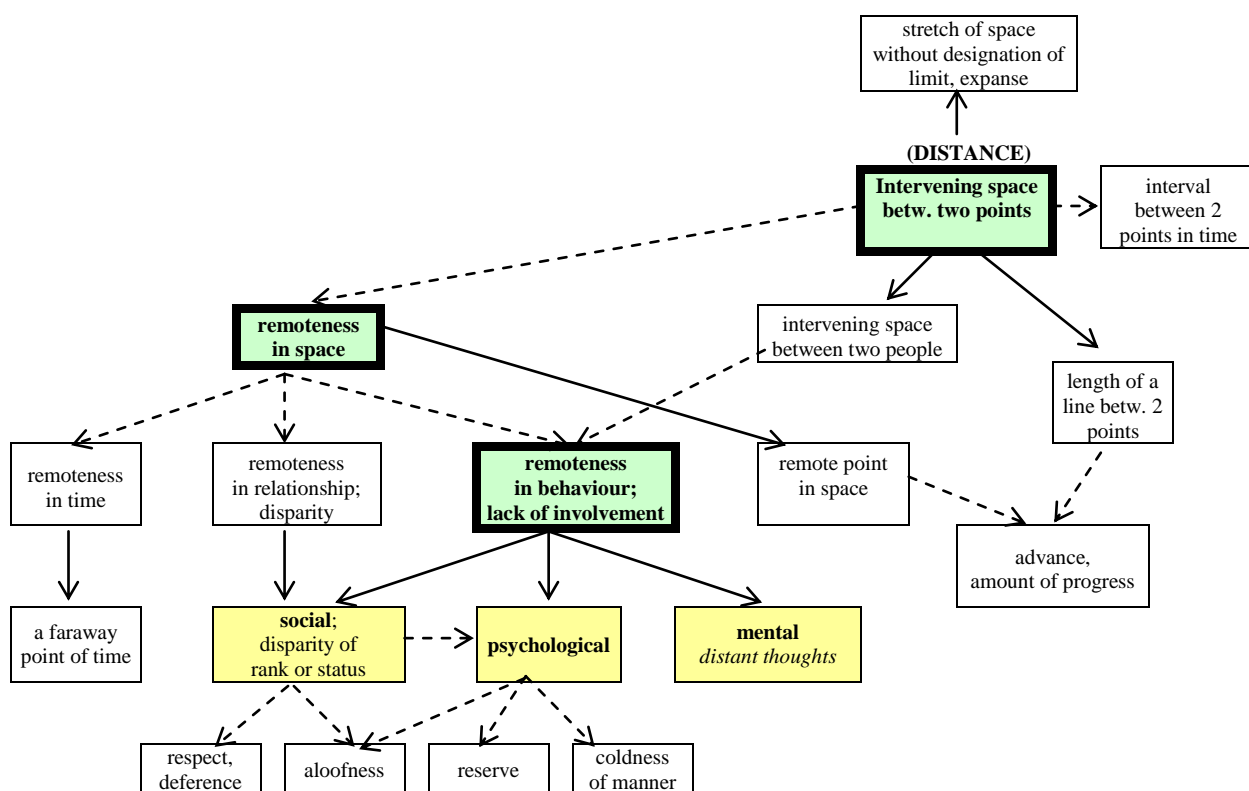 stretch of space
without designation of
limit, expanse
(DISTANCE)
Intervening space
betw. two points
interval
between 2
points in time
remoteness
in space
intervening space
between two people
length of a
line betw. 2
points
remoteness
in time
remoteness
in relationship;
disparity
remoteness
in behaviour;
lack of involvement
remote point
in space
advance,
amount of progress
a faraway
point of time
social;
disparity of
rank or status
psychological
mental
distant thoughts
respect,
deference
aloofness
reserve
coldness
of manner